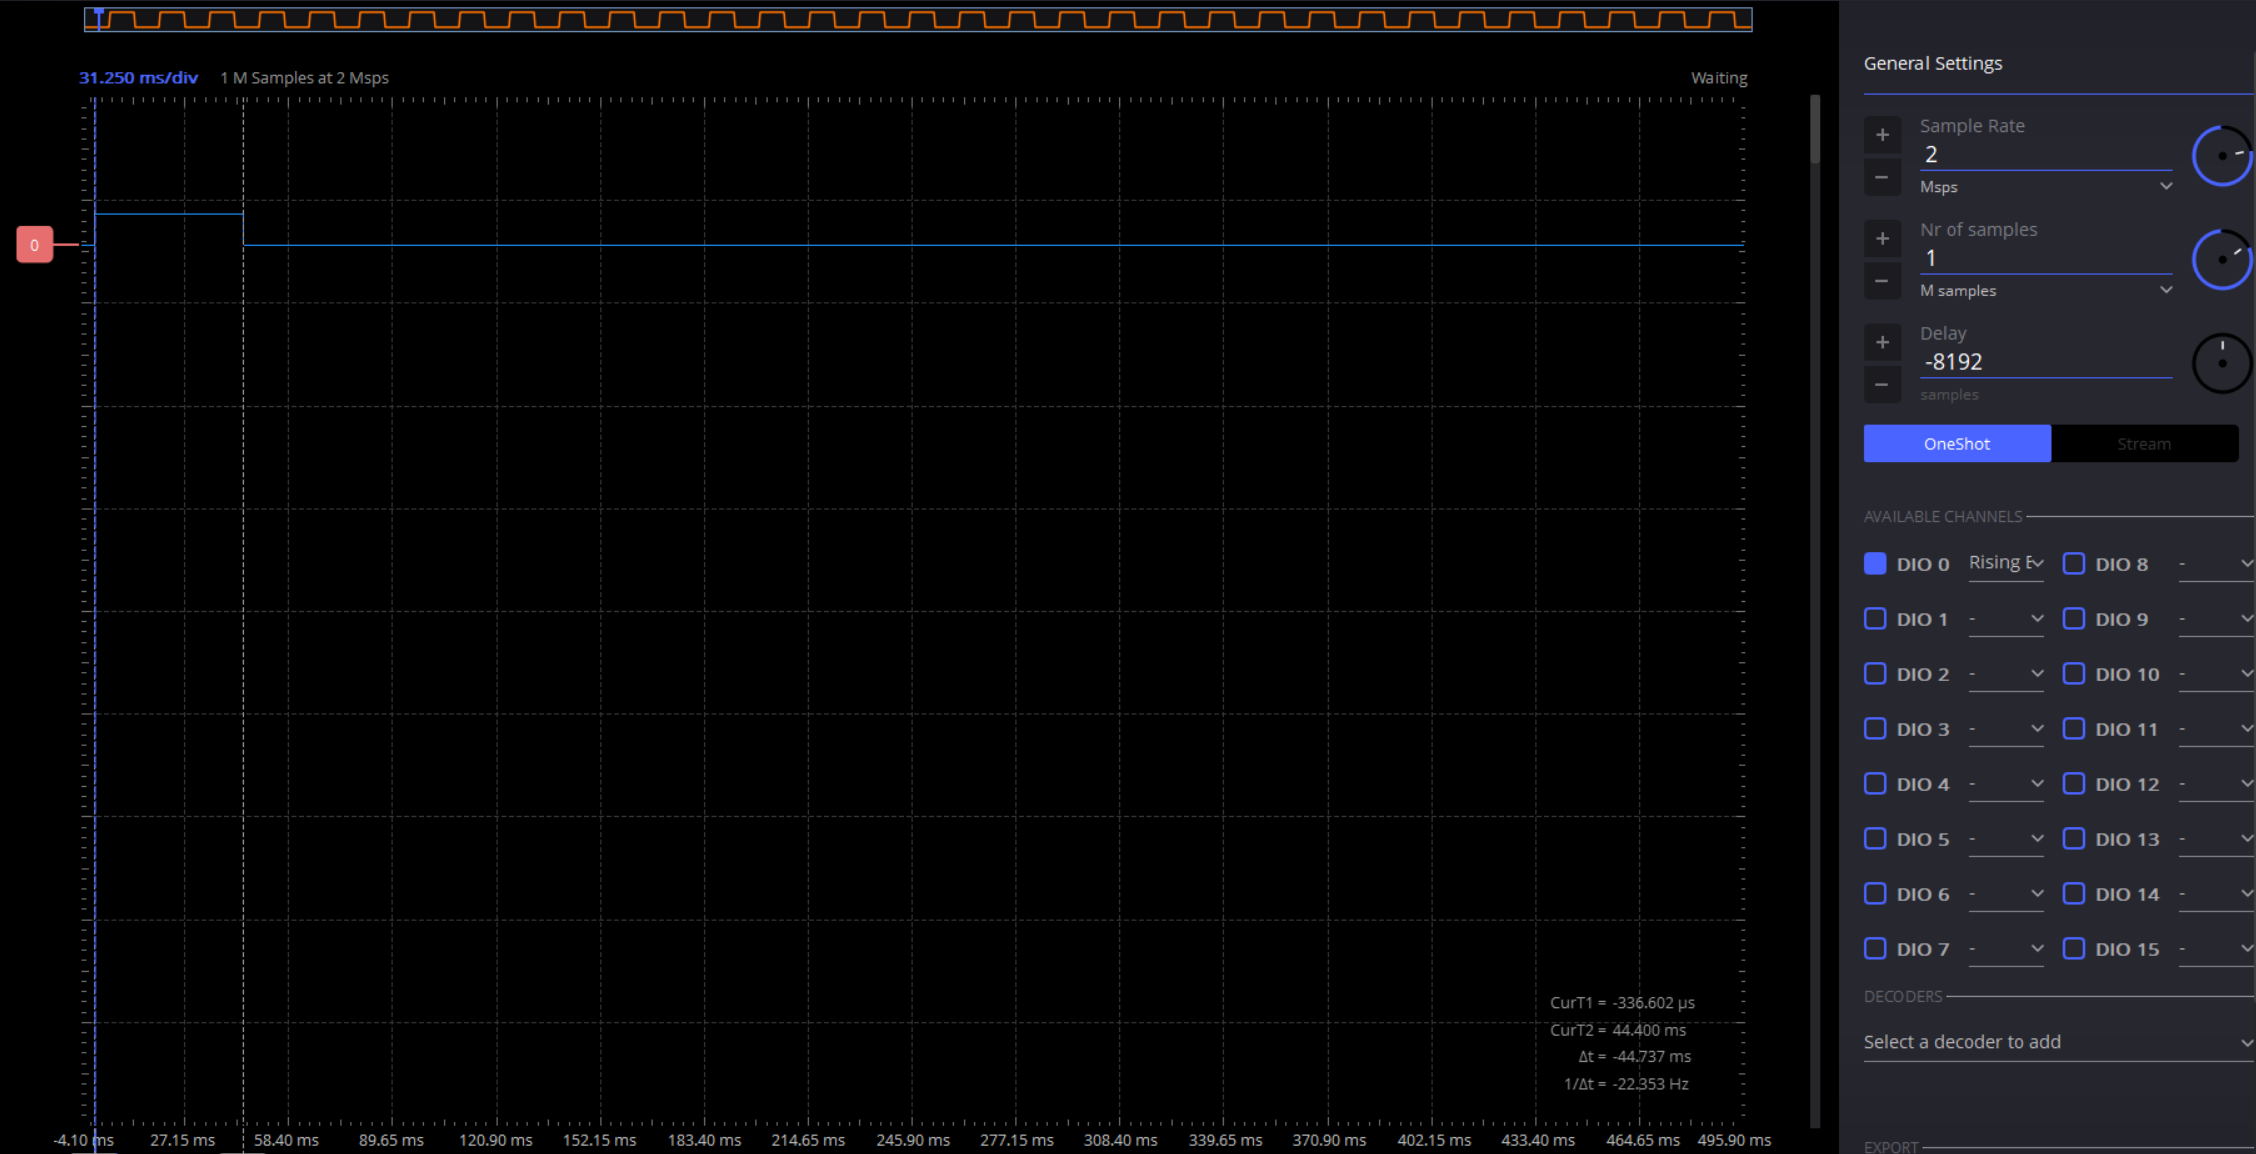 31.250 ms/div 1 M Samples at 2 Msps Waiting
0
CurT1 = -336.602 µs
CurT2 = 44.400 ms
Δt = -44.737 ms
1/Δt = -22.353 Hz
-4.10 ms 27.15 ms 58.40 ms 89.65 ms 120.90 ms 152.15 ms 183.40 ms 214.65 ms 245.90 ms 277.15 ms 308.40 ms 339.65 ms 370.90 ms 402.15 ms 433.40 ms 464.65 ms 495.90 ms
General Settings
+ Sample Rate
2
− Msps
+ Nr of samples
1
− M samples
+ Delay
-8192
− samples
OneShot Stream
AVAILABLE CHANNELS
DIO 0 Rising E DIO 8 -
DIO 1 - DIO 9 -
DIO 2 - DIO 10 -
DIO 3 - DIO 11 -
DIO 4 - DIO 12 -
DIO 5 - DIO 13 -
DIO 6 - DIO 14 -
DIO 7 - DIO 15 -
DECODERS
Select a decoder to add
EXPORT